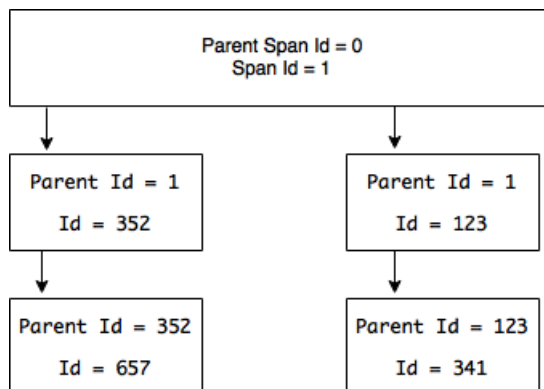 Parent Span Id = 0
Span Id = 1
Parent Id = 1
Id = 352
Parent Id = 1
Id = 123
Parent Id = 352
Id = 657
Parent Id = 123
Id = 341